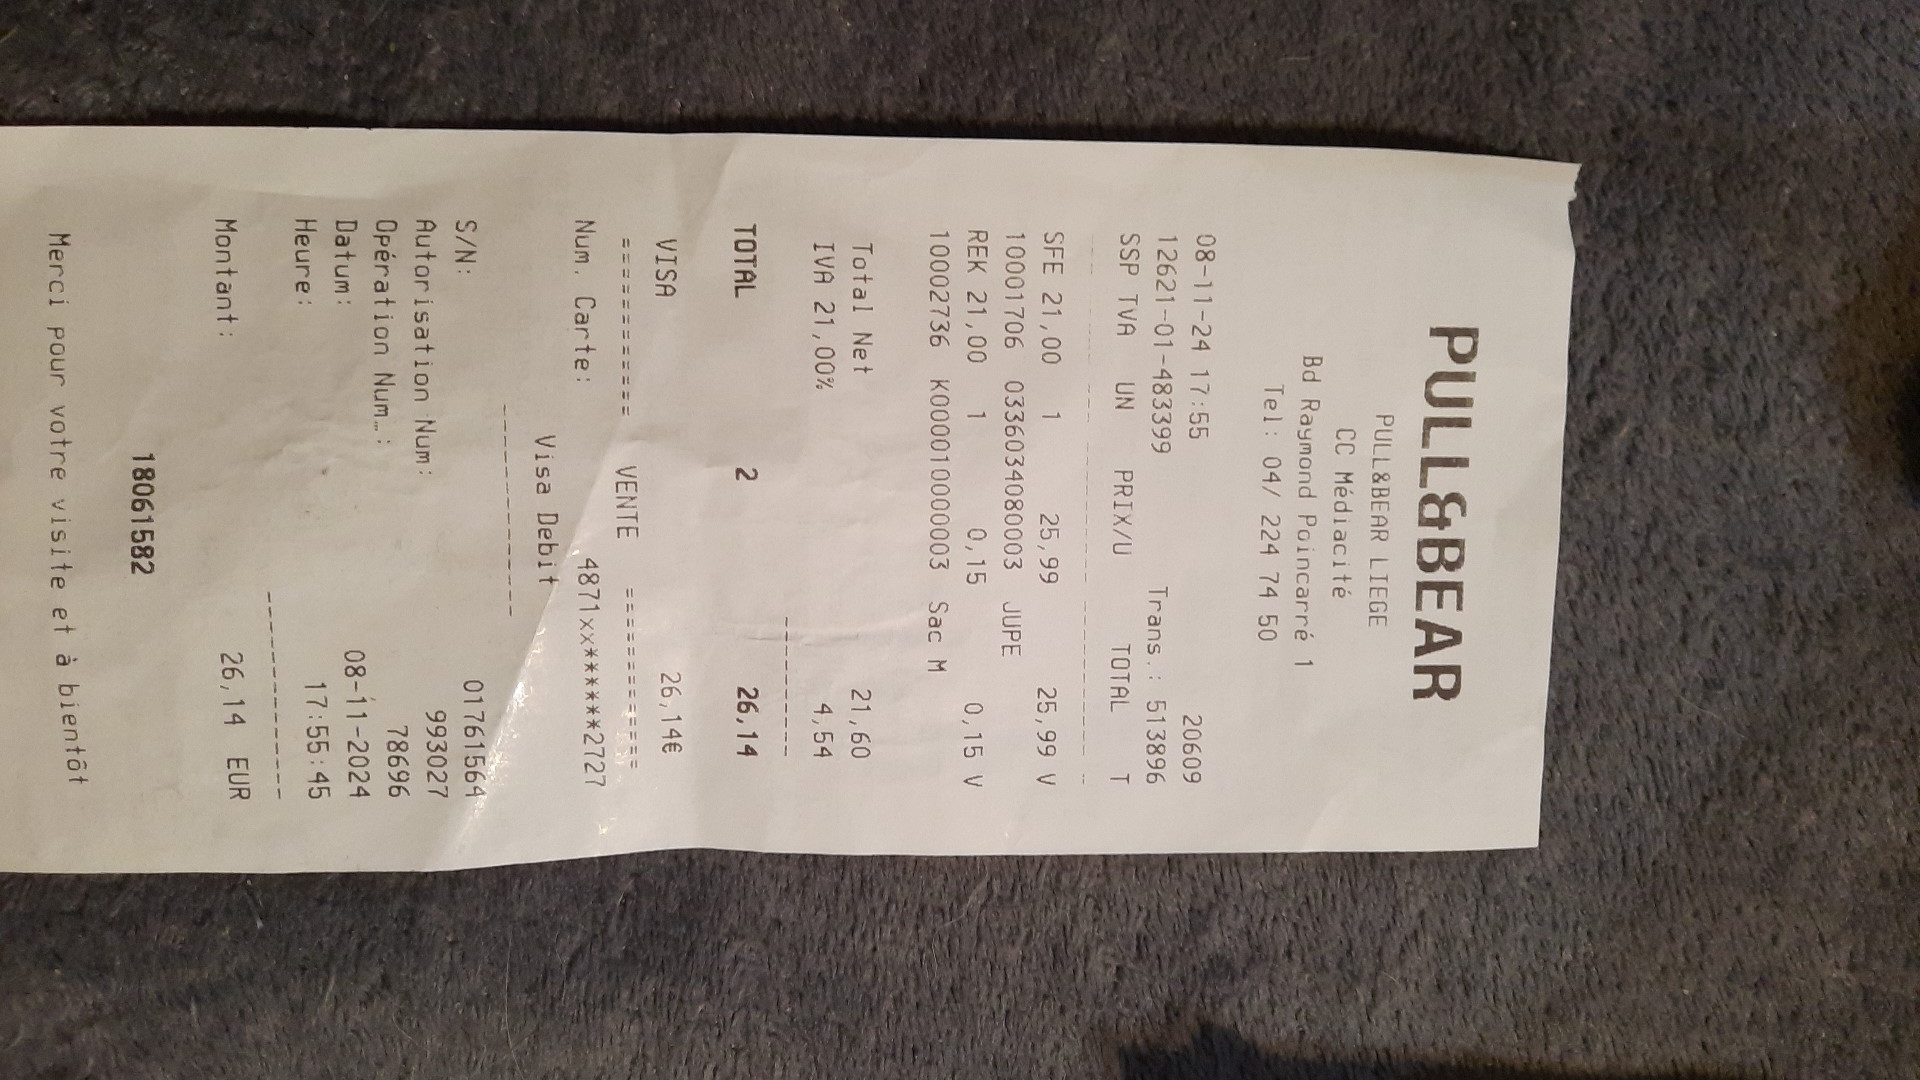 PULL&BEAR
PULL&BEAR LIEGE
CC Médiacité
Bd Raymond Poincarré 1
Tel: 04/ 224 74 50
08-11-24 17:55 20609
12621-01-483399 Trans.: 5113896
SSP TVA UN PRIX/U TOTAL T
SFE 21,00 1 25,99 25,99 V
10001706 03360340800003 JUPE
REK 21,00 1 0,15 0,15 V
10002736 K0000100000003 Sac M
Total Net 21,60
IVA 21,00% 4,54
----------
TOTAL 2 26,14
VISA 26,14€
============ VENTE ============
Num. Carte: 4871xx******2727
Visa Debit
------------------
S/N: 01761564
Autorisation Num: 993027
Opération Num…: 78696
Datum: 08-11-2024
Heure: 17:55:45
------------------
Montant: 26,14 EUR
18061582
Merci pour votre visite et à bientôt